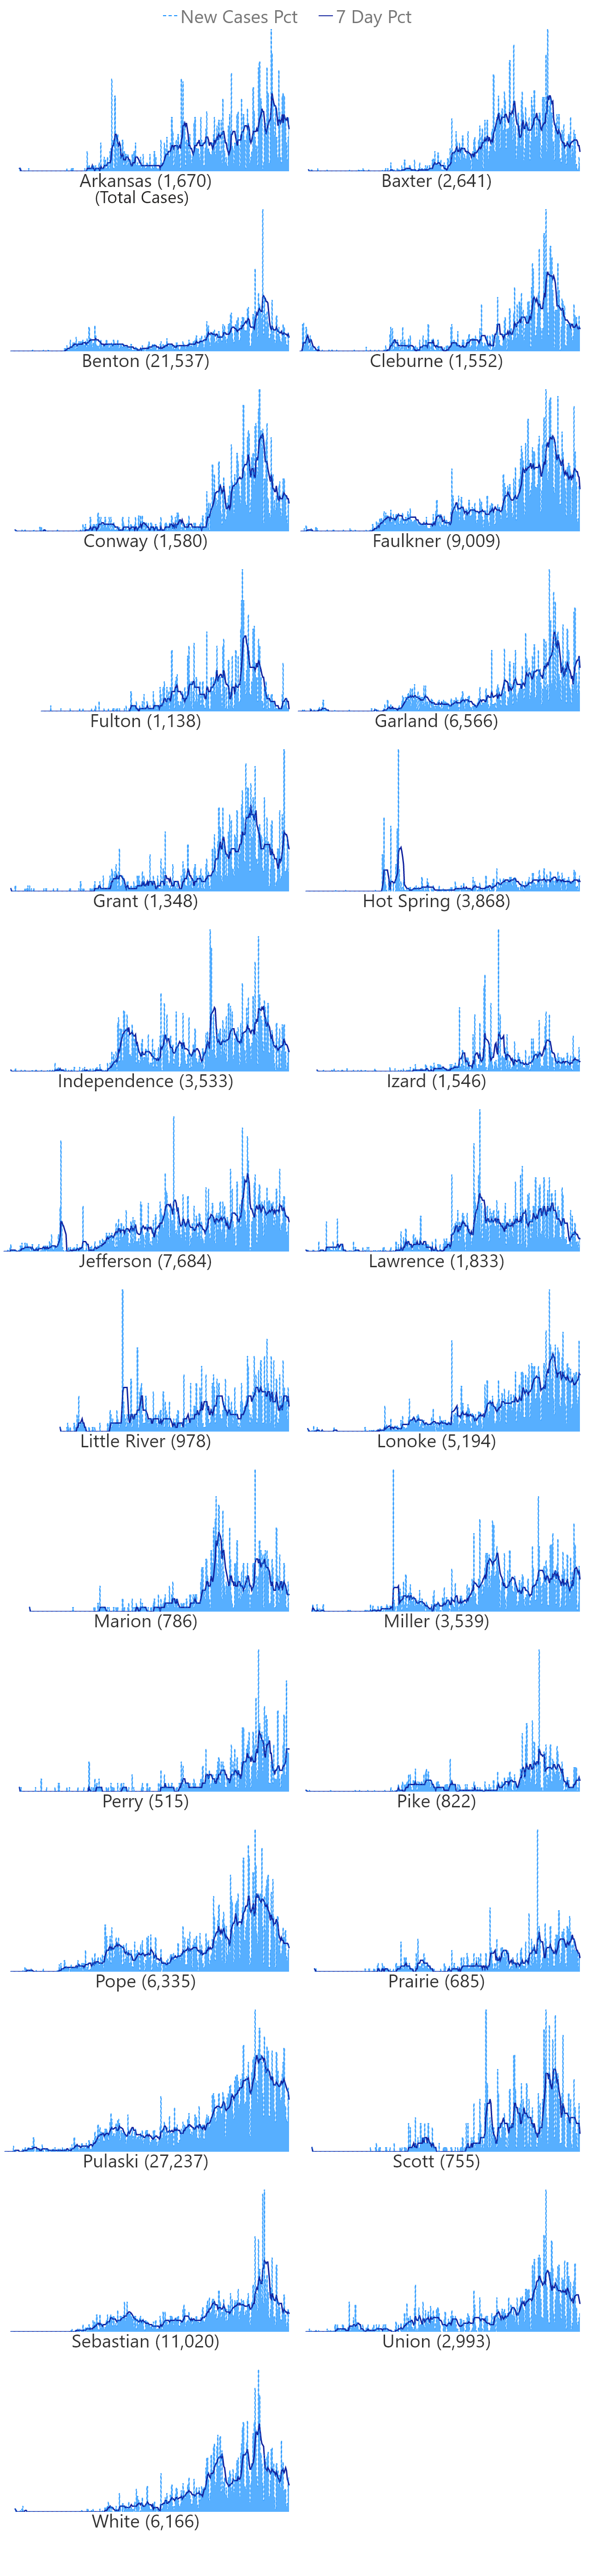 New Cases Pct 7 Day Pct
Arkansas (1,670) Baxter (2,641)
(Total Cases)
Benton (21,537) Cleburne (1,552)
Conway (1,580) Faulkner (9,009)
Fulton (1,138) Garland (6,566)
Grant (1,348) Hot Spring (3,868)
Independence (3,533) Izard (1,546)
Jefferson (7,684) Lawrence (1,833)
Little River (978) Lonoke (5,194)
Marion (786) Miller (3,539)
Perry (515) Pike (822)
Pope (6,335) Prairie (685)
Pulaski (27,237) Scott (755)
Sebastian (11,020) Union (2,993)
White (6,166)